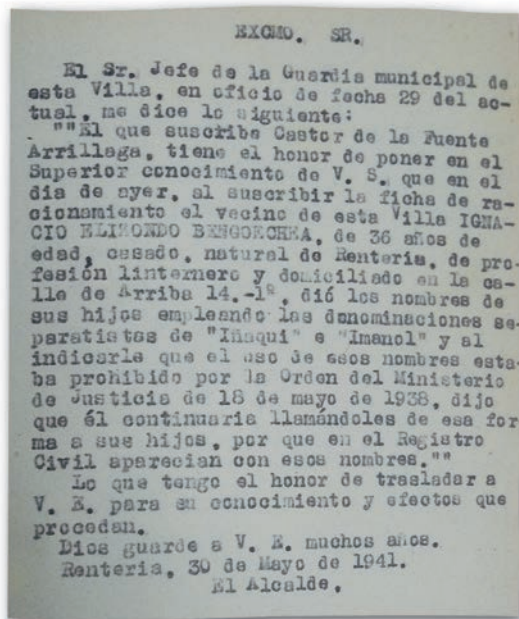 EXCMO. SR.
El Sr. Jefe de la Guardia municipal de
esta Villa, en oficio de fecha 29 del ac-
tual, me dice lo siguiente:
""El que suscribe Castor de la Fuente
Arrillaga, tiene el honor de poner en el
Superior conocimiento de V. S. que en el
dia de ayer, al suscribir la ficha de ra-
cionamiento el vecino de esta Villa IGNA-
CIO ELIZONDO BENGOECHEA, de 36 años de
edad, casado, natural de Renteria, de pro-
fesión linternero y domiciliado en la ca-
lle de Arriba 14.-1º, dió los nombres de
sus hijos empleando las denominaciones se-
paratistas de "Iñaqui" e "Imanol" y al
indicarle que el uso de esos nombres esta-
ba prohibido por la Orden del Ministerio
de Justicia de 18 de mayo de 1938, dijo
que él continuaria llamándoles de esa for
ma a sus hijos, por que en el Registro
Civil aparecian con esos nombres.""
Lo que tengo el honor de trasladar a
V. E. para su conocimiento y efectos que
procedan.
Dios guarde a V. E. muchos años.
Renteria, 30 de Mayo de 1941.
El Alcalde,